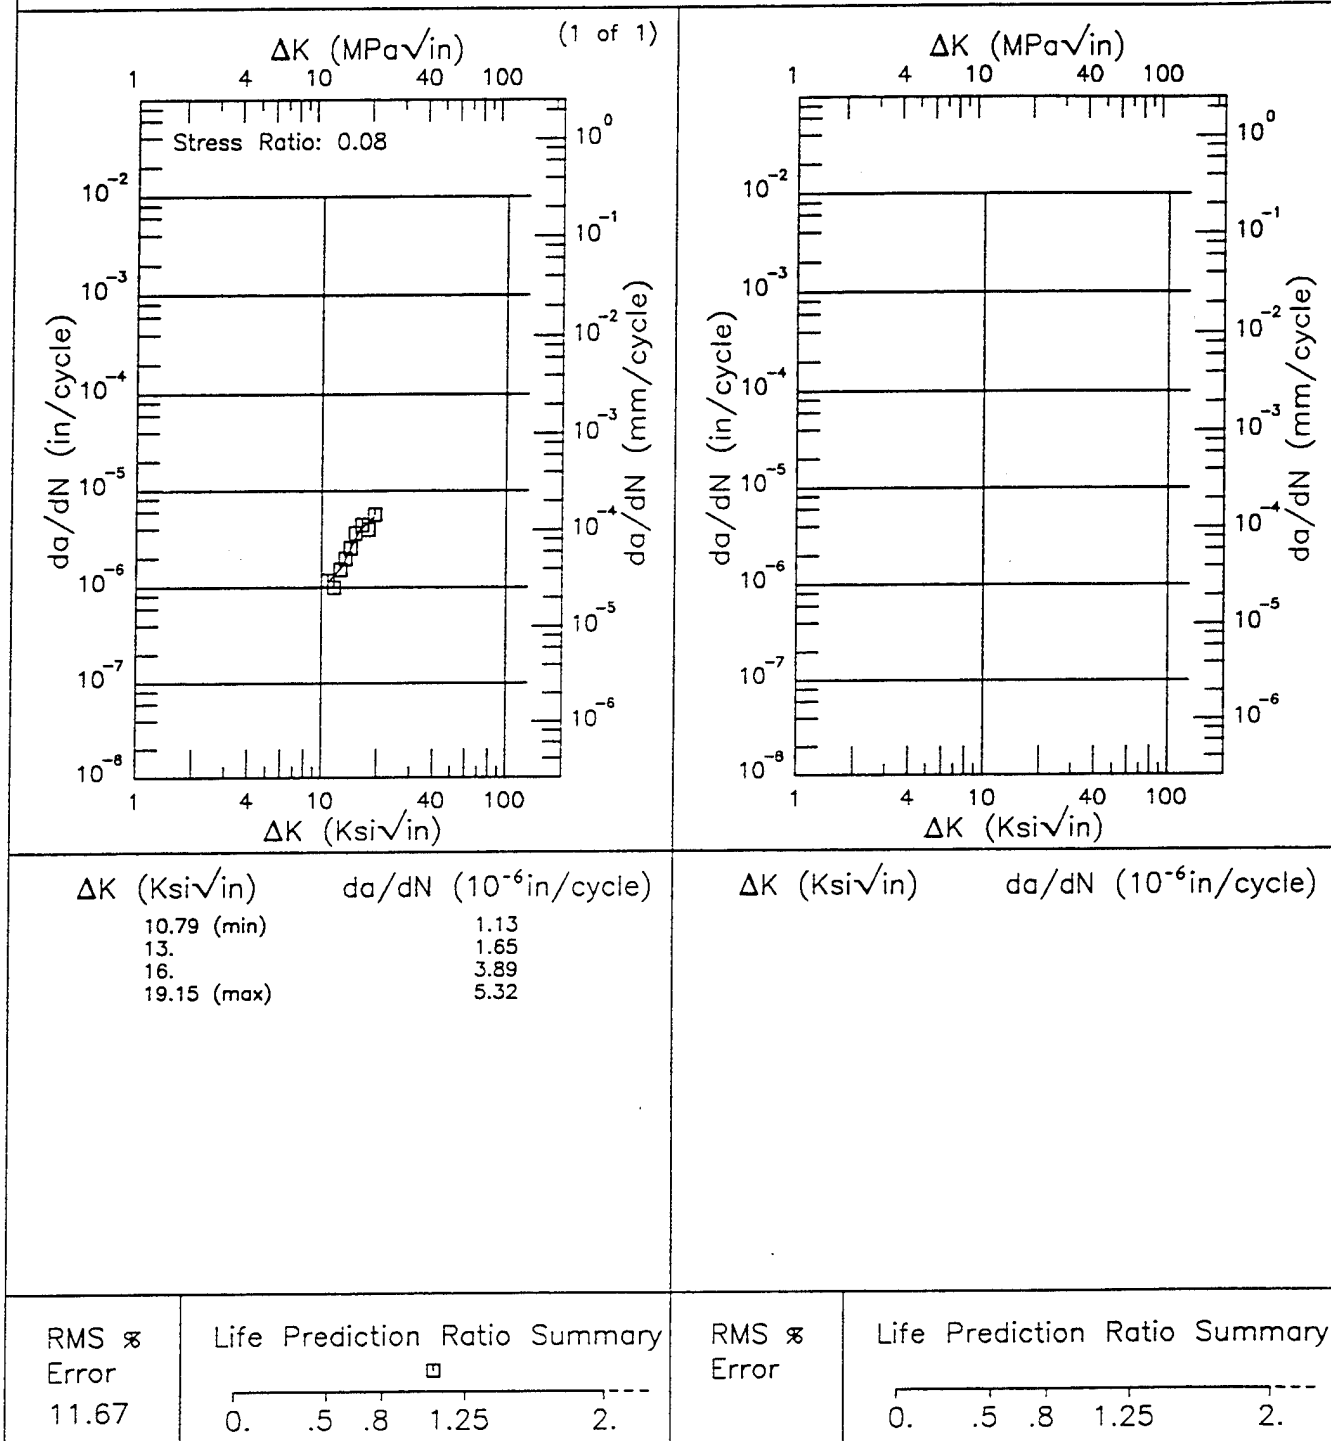 (1 of 1)
ΔK (MPa√in)
1 4 10 40 100
Stress Ratio: 0.08
da/dN (in/cycle)
10⁻²
10⁻³
10⁻⁴
10⁻⁵
10⁻⁶
10⁻⁷
10⁻⁸
da/dN (mm/cycle)
10⁰
10⁻¹
10⁻²
10⁻³
10⁻⁴
10⁻⁵
10⁻⁶
1 4 10 40 100
ΔK (Ksi√in)
ΔK (MPa√in)
1 4 10 40 100
da/dN (in/cycle)
10⁻²
10⁻³
10⁻⁴
10⁻⁵
10⁻⁶
10⁻⁷
10⁻⁸
da/dN (mm/cycle)
10⁰
10⁻¹
10⁻²
10⁻³
10⁻⁴
10⁻⁵
10⁻�6
1 4 10 40 100
ΔK (Ksi√in)
ΔK (Ksi√in) da/dN (10⁻⁶in/cycle)
10.79 (min) 1.13
13. 1.65
16. 3.89
19.15 (max) 5.32
ΔK (Ksi√in) da/dN (10⁻⁶in/cycle)
RMS %
Error
11.67
Life Prediction Ratio Summary
0. .5 .8 1.25 2.
RMS %
Error
Life Prediction Ratio Summary
0. .5 .8 1.25 2.